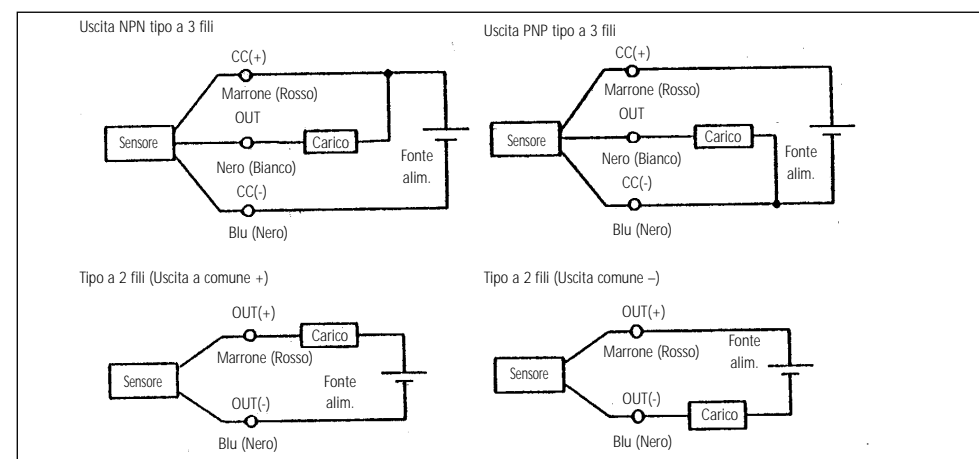 Uscita NPN tipo a 3 fili
CC(+)
Marrone (Rosso)
OUT
Sensore
Carico
Nero (Bianco)
Fonte
alim.
CC(-)
Blu (Nero)
Uscita PNP tipo a 3 fili
CC(+)
Marrone (Rosso)
OUT
Sensore
Carico
Nero (Bianco)
Fonte
alim.
CC(-)
Blu (Nero)
Tipo a 2 fili (Uscita a comune +)
OUT(+)
Carico
Marrone (Rosso)
Sensore
Fonte
alim.
OUT(-)
Blu (Nero)
Tipo a 2 fili (Uscita comune –)
OUT(+)
Marrone (Rosso)
Fonte
alim.
Sensore
OUT(-)
Carico
Blu (Nero)